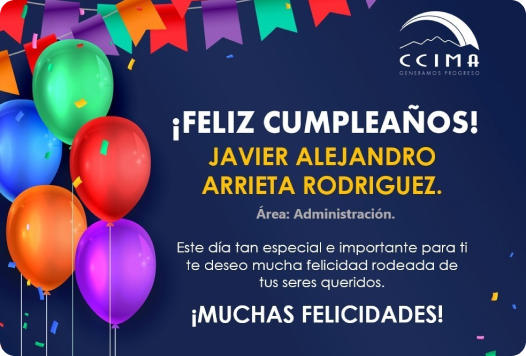 CCIMA
GENERAMOS PROGRESO
¡FELIZ CUMPLEAÑOS!
JAVIER ALEJANDRO
ARRIETA RODRIGUEZ.
Área: Administración.
Este día tan especial e importante para ti
te deseo mucha felicidad rodeada de
tus seres queridos.
¡MUCHAS FELICIDADES!